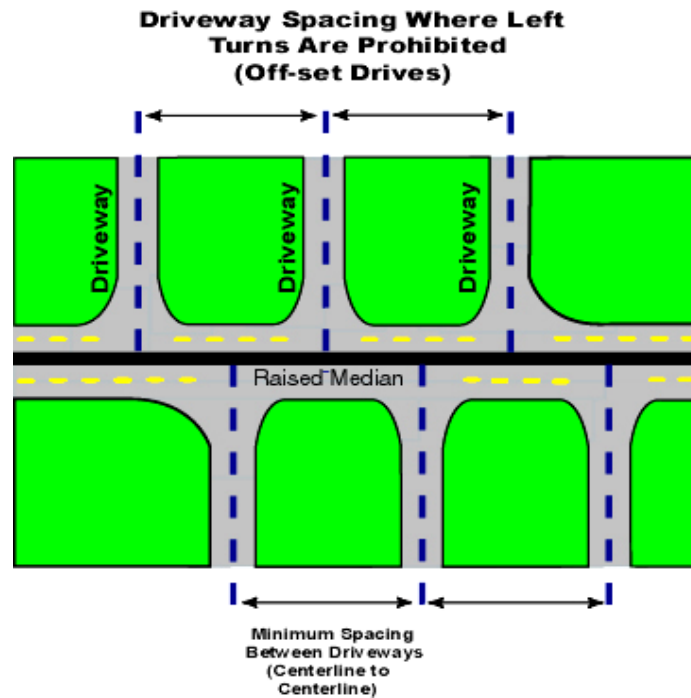 Driveway Spacing Where Left
Turns Are Prohibited
(Off-set Drives)
Driveway
Driveway
Driveway
Raised Median
Minimum Spacing
Between Driveways
(Centerline to
Centerline)